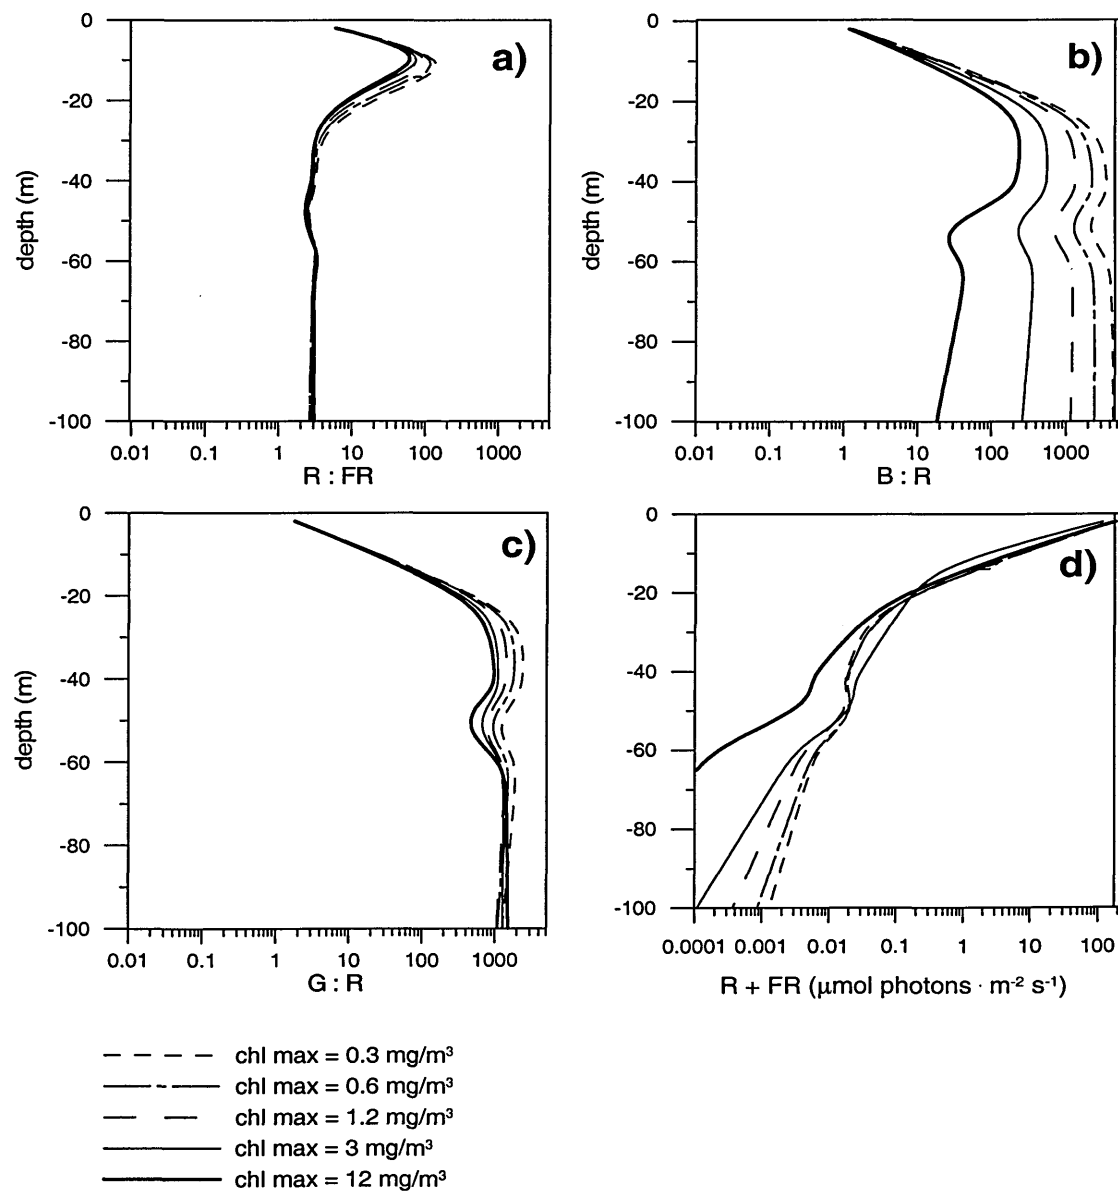 a)
0
-20
-40
-60
-80
-100
depth (m)
0.01 0.1 1 10 100 1000
R : FR
b)
0
-20
-40
-60
-80
-100
depth (m)
0.01 0.1 1 10 100 1000
B : R
c)
0
-20
-40
-60
-80
-100
depth (m)
0.01 0.1 1 10 100 1000
G : R
d)
0
-20
-40
-60
-80
-100
0.0001 0.001 0.01 0.1 1 10 100
R + FR (µmol photons · m⁻² s⁻¹)
chl max = 0.3 mg/m³
chl max = 0.6 mg/m³
chl max = 1.2 mg/m³
chl max = 3 mg/m³
chl max = 12 mg/m³